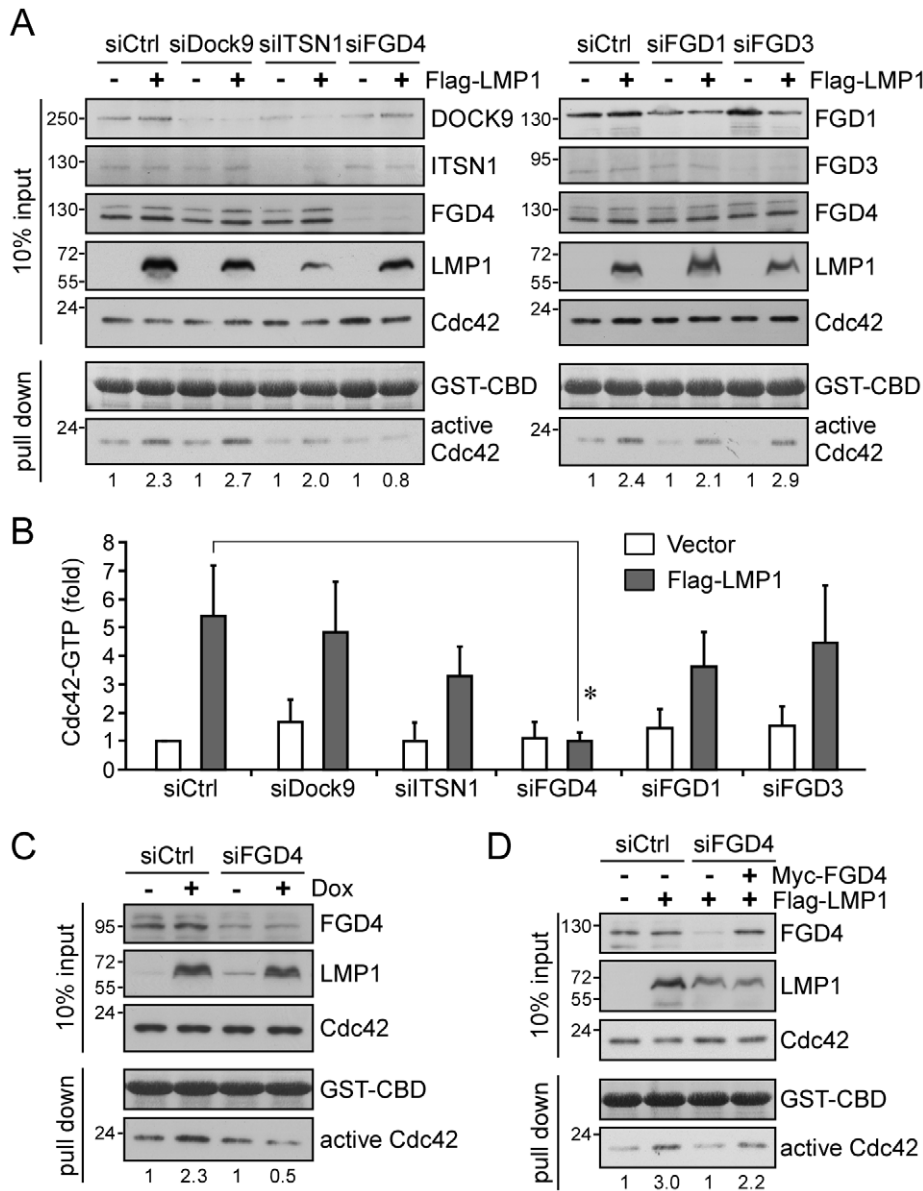 A
siCtrl siDock9 siITSN1 siFGD4
- + - + - + - + Flag-LMP1
10% input
250 DOCK9
130 ITSN1
130 FGD4
72 55 LMP1
24 Cdc42
pull down
GST-CBD
24 active Cdc42
1 2.3 1 2.7 1 2.0 1 0.8
siCtrl siFGD1 siFGD3
- + - + - + Flag-LMP1
130 FGD1
95 FGD3
130 FGD4
72 55 LMP1
24 Cdc42
GST-CBD
24 active Cdc42
1 2.4 1 2.1 1 2.9
B
Cdc42-GTP (fold)
8
7
6
5
4
3
2
1
0
Vector
Flag-LMP1
*
siCtrl siDock9 siITSN1 siFGD4 siFGD1 siFGD3
C
siCtrl siFGD4
- + - + Dox
10% input
95 FGD4
72 55 LMP1
24 Cdc42
pull down
GST-CBD
24 active Cdc42
1 2.3 1 0.5
D
siCtrl siFGD4
- - - + Myc-FGD4
- + + + Flag-LMP1
10% input
130 FGD4
72 55 LMP1
24 Cdc42
pull down
GST-CBD
24 active Cdc42
1 3.0 1 2.2